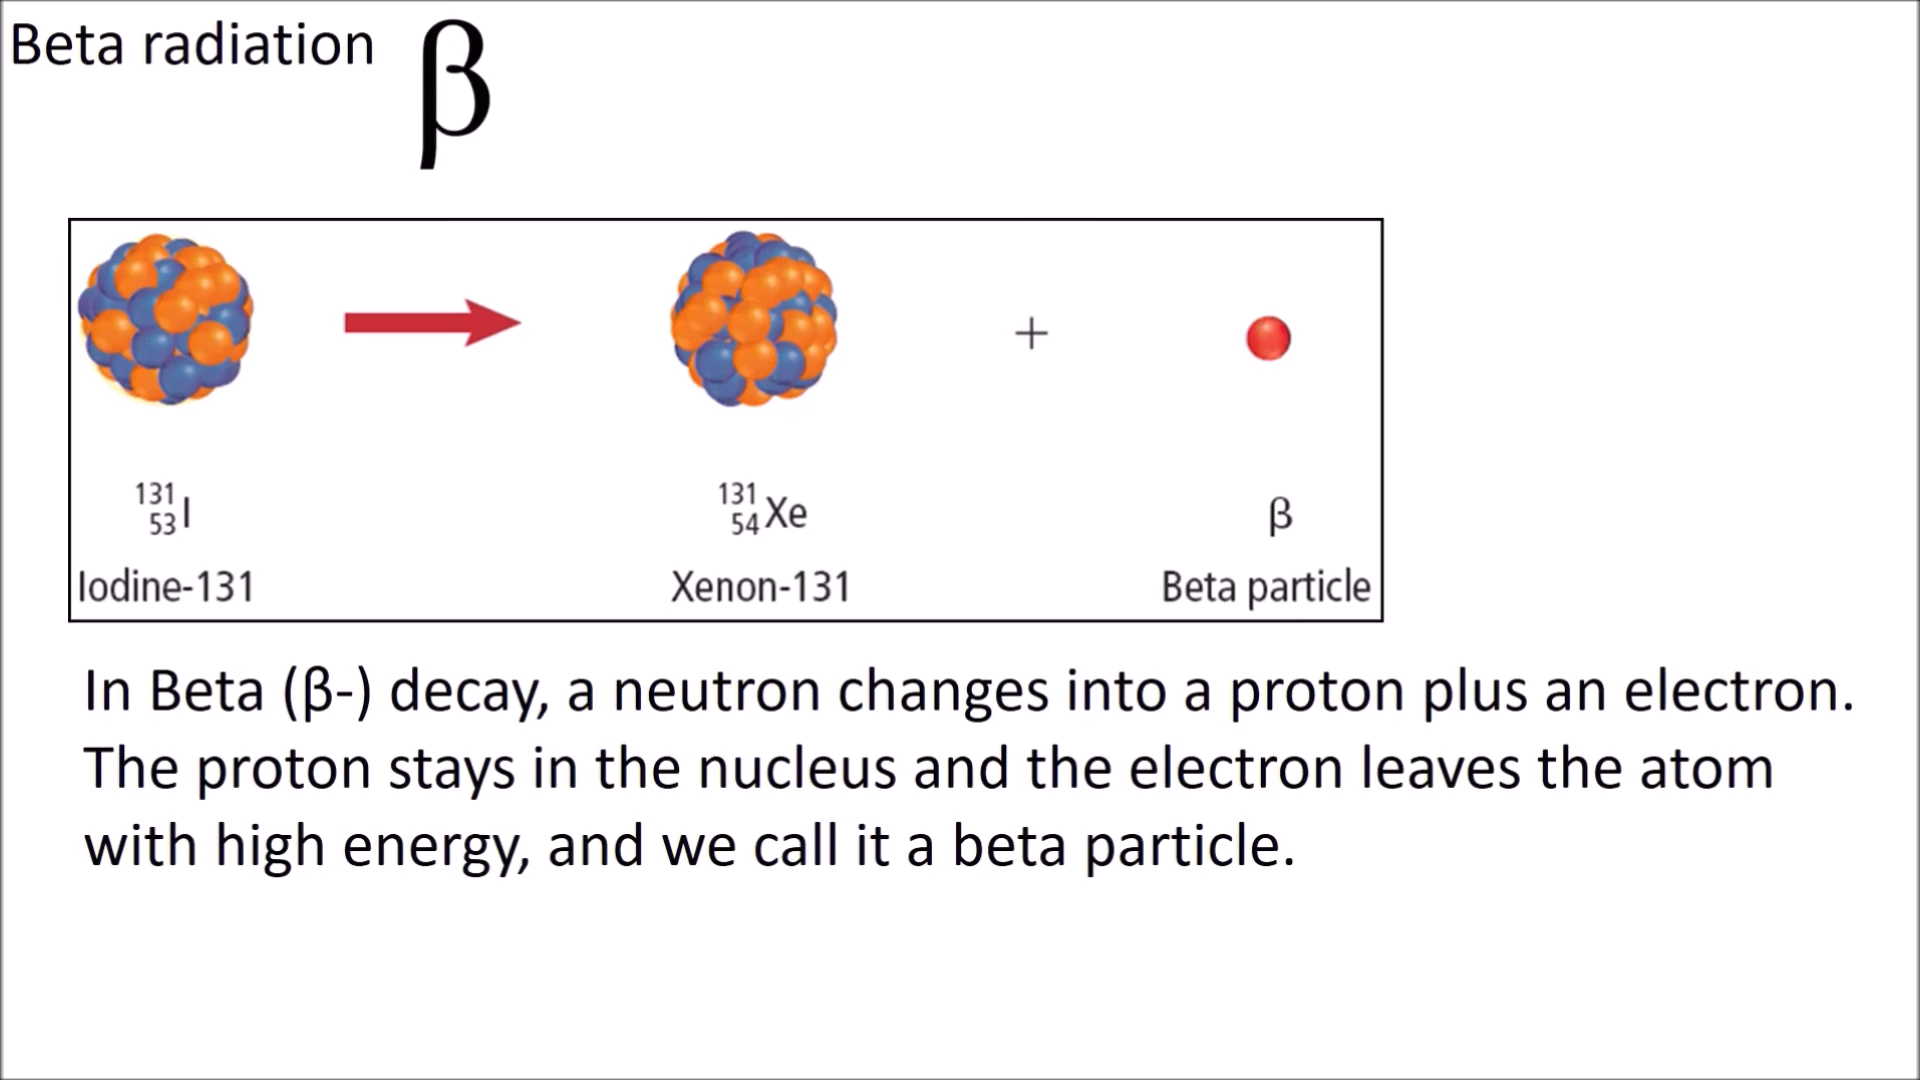 Beta radiation β
+
131
53 I
131
54 Xe
β
Iodine-131
Xenon-131
Beta particle
In Beta (β-) decay, a neutron changes into a proton plus an electron.
The proton stays in the nucleus and the electron leaves the atom
with high energy, and we call it a beta particle.